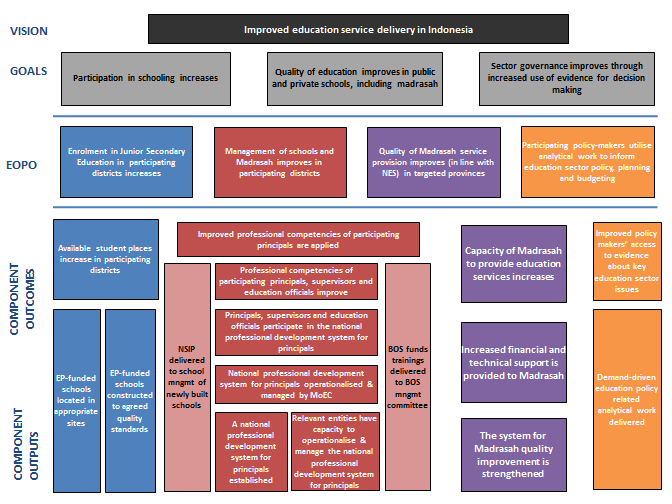 VISION
Improved education service delivery in Indonesia
GOALS
Participation in schooling increases
Quality of education improves in public
and private schools, including madrasah
Sector governance improves through
increased use of evidence for decision
making
EOPO
Enrolment in Junior Secondary
Education in participating
districts increases
Management of schools and
Madrasah improves in
participating districts
Quality of Madrasah service
provision improves (in line with
NES) in targeted provinces
Participating policy-makers utilise
analytical work to inform
education sector policy, planning
and budgeting
COMPONENT
OUTCOMES
Available student places
increase in participating
districts
Improved professional competencies of participating
principals are applied
Professional competencies of
participating principals, supervisors and
education officials improve
Principals, supervisors and education
officials participate in the national
professional development system for
principals
Capacity of Madrasah
to provide education
services increases
Improved policy
makers' access
to evidence
about key
education sector
issues
COMPONENT
OUTPUTS
EP-funded
schools
located in
appropriate
sites
EP-funded
schools
constructed
to agreed
quality
standards
NSIP
delivered
to school
mngmt of
newly built
schools
National professional development
system for principals operationalised &
managed by MoEC
A national
professional
development
system for
principals
established
Relevant entities have
capacity to
operationalise &
manage the national
professional
development system
for principals
BOS funds
trainings
delivered
to BOS
mngment
committee
Increased financial and
technical support is
provided to Madrasah
The system for
Madrasah quality
improvement is
strengthened
Demand-driven
education policy
related
analytical work
delivered